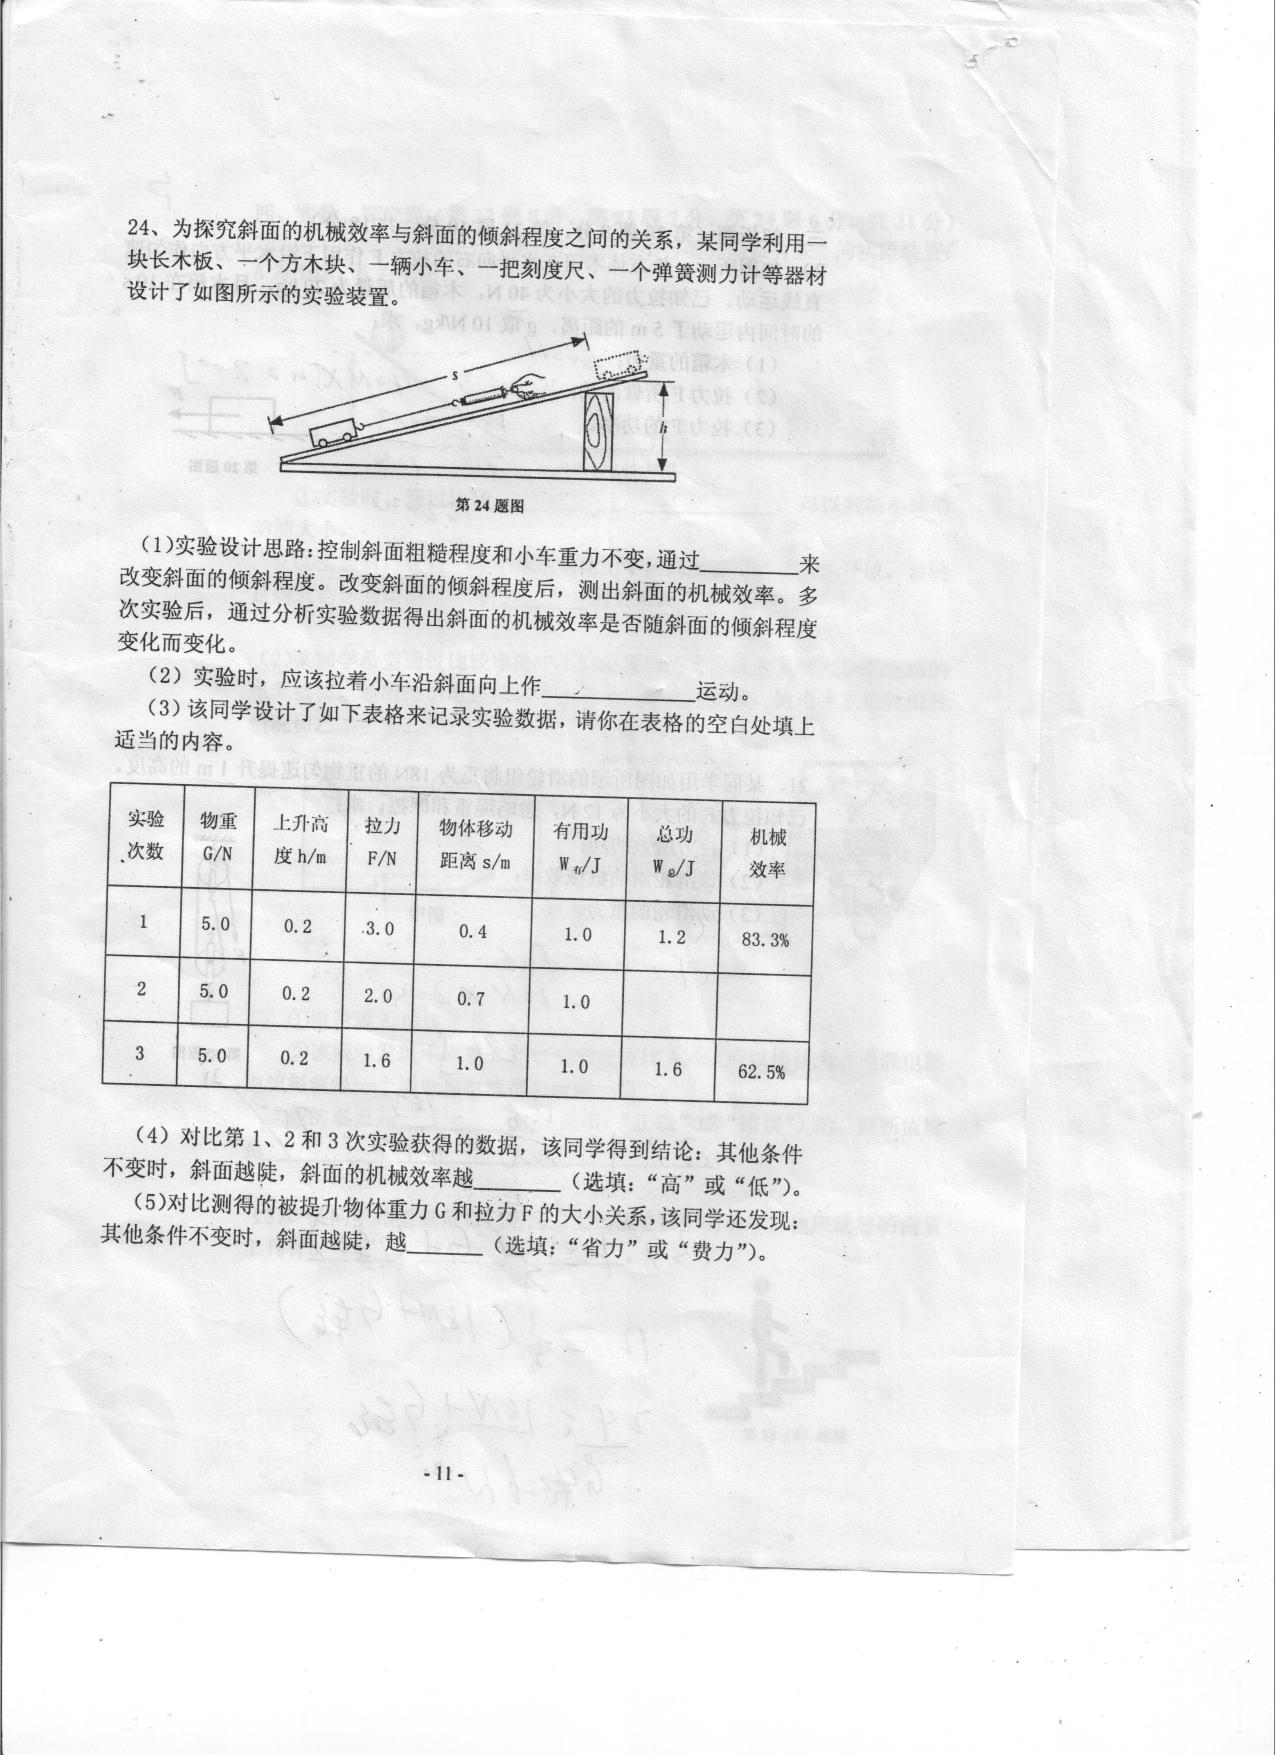 24、为探究斜面的机械效率与斜面的倾斜程度之间的关系，某同学利用一
块长木板、一个方木块、一辆小车、一把刻度尺、一个弹簧测力计等器材
设计了如图所示的实验装置。
s
h
第 24 题图
(1)实验设计思路:控制斜面粗糙程度和小车重力不变,通过_________来
改变斜面的倾斜程度。改变斜面的倾斜程度后，测出斜面的机械效率。多
次实验后，通过分析实验数据得出斜面的机械效率是否随斜面的倾斜程度
变化而变化。
（2）实验时，应该拉着小车沿斜面向上作______________运动。
（3）该同学设计了如下表格来记录实验数据，请你在表格的空白处填上
适当的内容。
实验次数 物重 G/N 上升高度 h/m 拉力 F/N 物体移动距离 s/m 有用功 W有/J 总功 W总/J 机械效率
1 5.0 0.2 3.0 0.4 1.0 1.2 83.3%
2 5.0 0.2 2.0 0.7 1.0
3 5.0 0.2 1.6 1.0 1.0 1.6 62.5%
（4）对比第 1、2 和 3 次实验获得的数据，该同学得到结论：其他条件
不变时，斜面越陡，斜面的机械效率越________（选填：“高”或“低”）。
(5)对比测得的被提升物体重力 G 和拉力 F 的大小关系,该同学还发现:
其他条件不变时，斜面越陡，越_______（选填：“省力”或“费力”）。
- 11 -